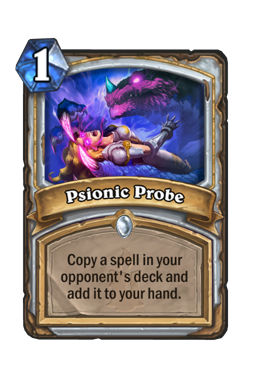 1
Psionic Probe
Copy a spell in your
opponent's deck and
add it to your hand.